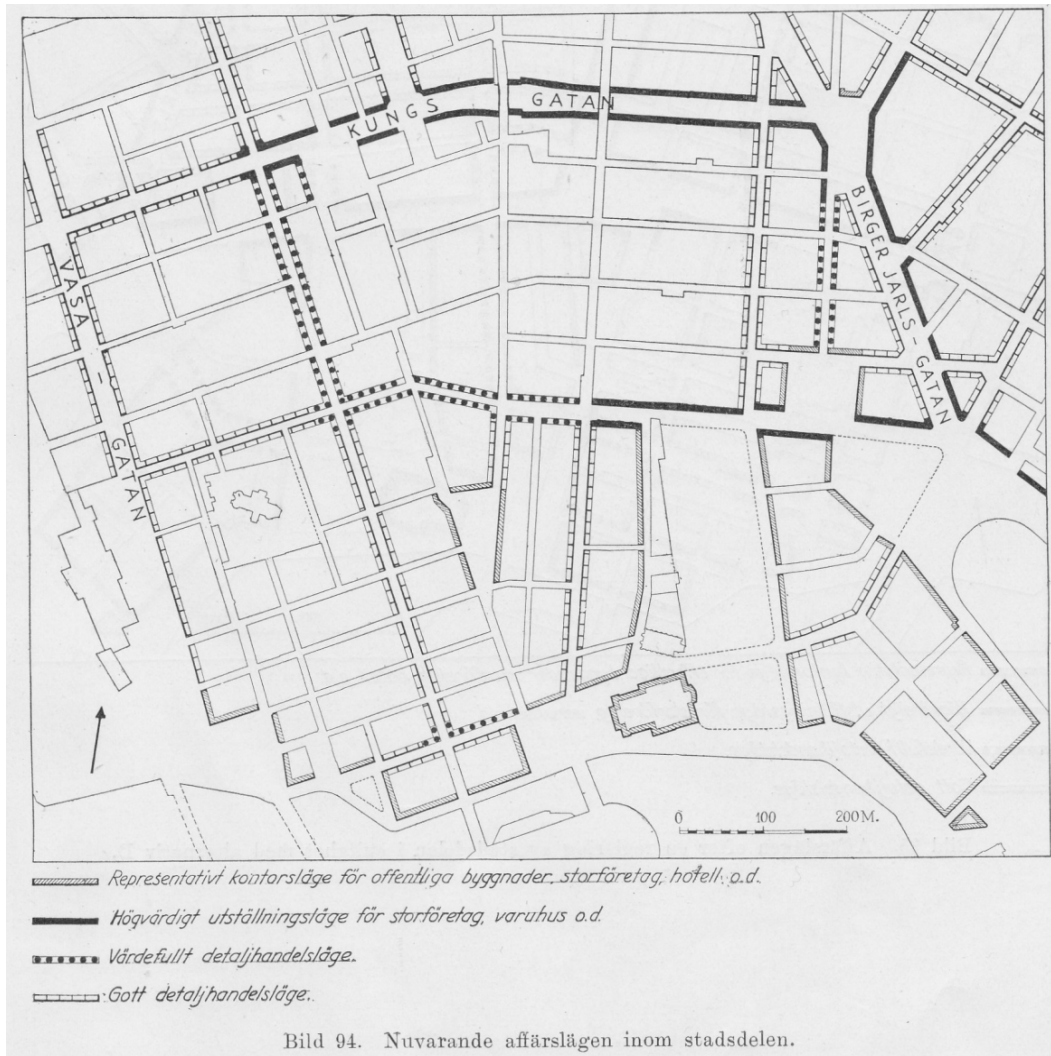 KUNGS GATAN
BIRGER JARLS - GATAN
VASA - GATAN
0 100 200 M.
Representativt kontorsläge för offentliga byggnader, storföretag, hotell o.d.
Högvärdigt utställningsläge för storföretag, varuhus o.d.
Värdefullt detaljhandelsläge.
Gott detaljhandelsläge.
Bild 94. Nuvarande affärslägen inom stadsdelen.